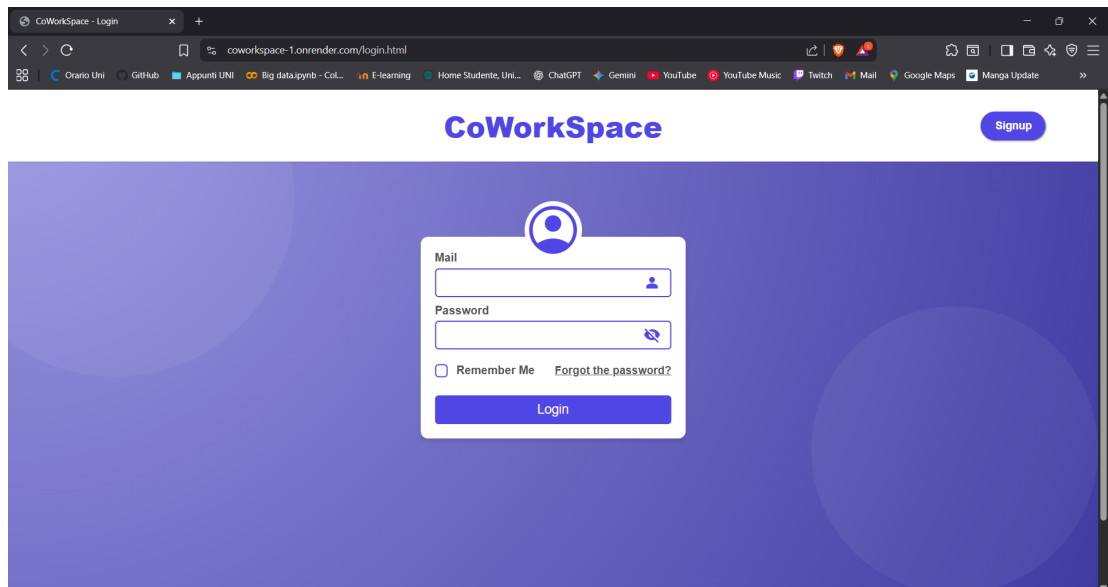 CoWorkSpace - Login
coworkspace-1.onrender.com/login.html
Orario Uni GitHub Appunti UNI Big data.ipynb - Col... E-learning Home Studente, Uni... ChatGPT Gemini YouTube YouTube Music Twitch Mail Google Maps Manga Update »
CoWorkSpace
Signup
Mail
Password
Remember Me Forgot the password?
Login